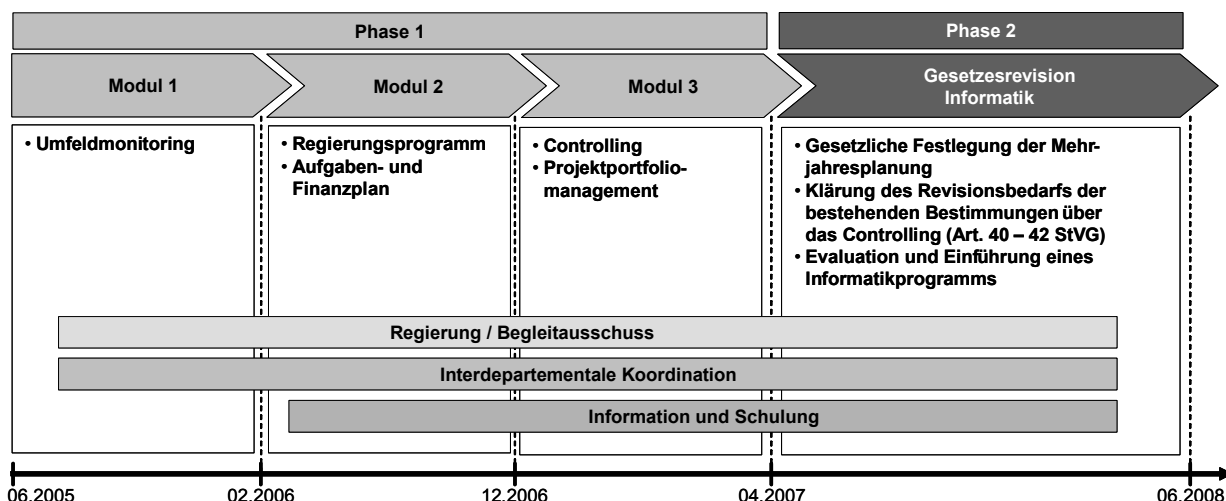 Phase 1
Phase 2
Modul 1
Modul 2
Modul 3
Gesetzesrevision
Informatik
• Umfeldmonitoring
• Regierungsprogramm
• Aufgaben- und
Finanzplan
• Controlling
• Projektportfolio-
management
• Gesetzliche Festlegung der Mehr-
jahresplanung
• Klärung des Revisionsbedarfs der
bestehenden Bestimmungen über
das Controlling (Art. 40 – 42 StVG)
• Evaluation und Einführung eines
Informatikprogramms
Regierung / Begleitausschuss
Interdepartementale Koordination
Information und Schulung
06.2005
02.2006
12.2006
04.2007
06.2008